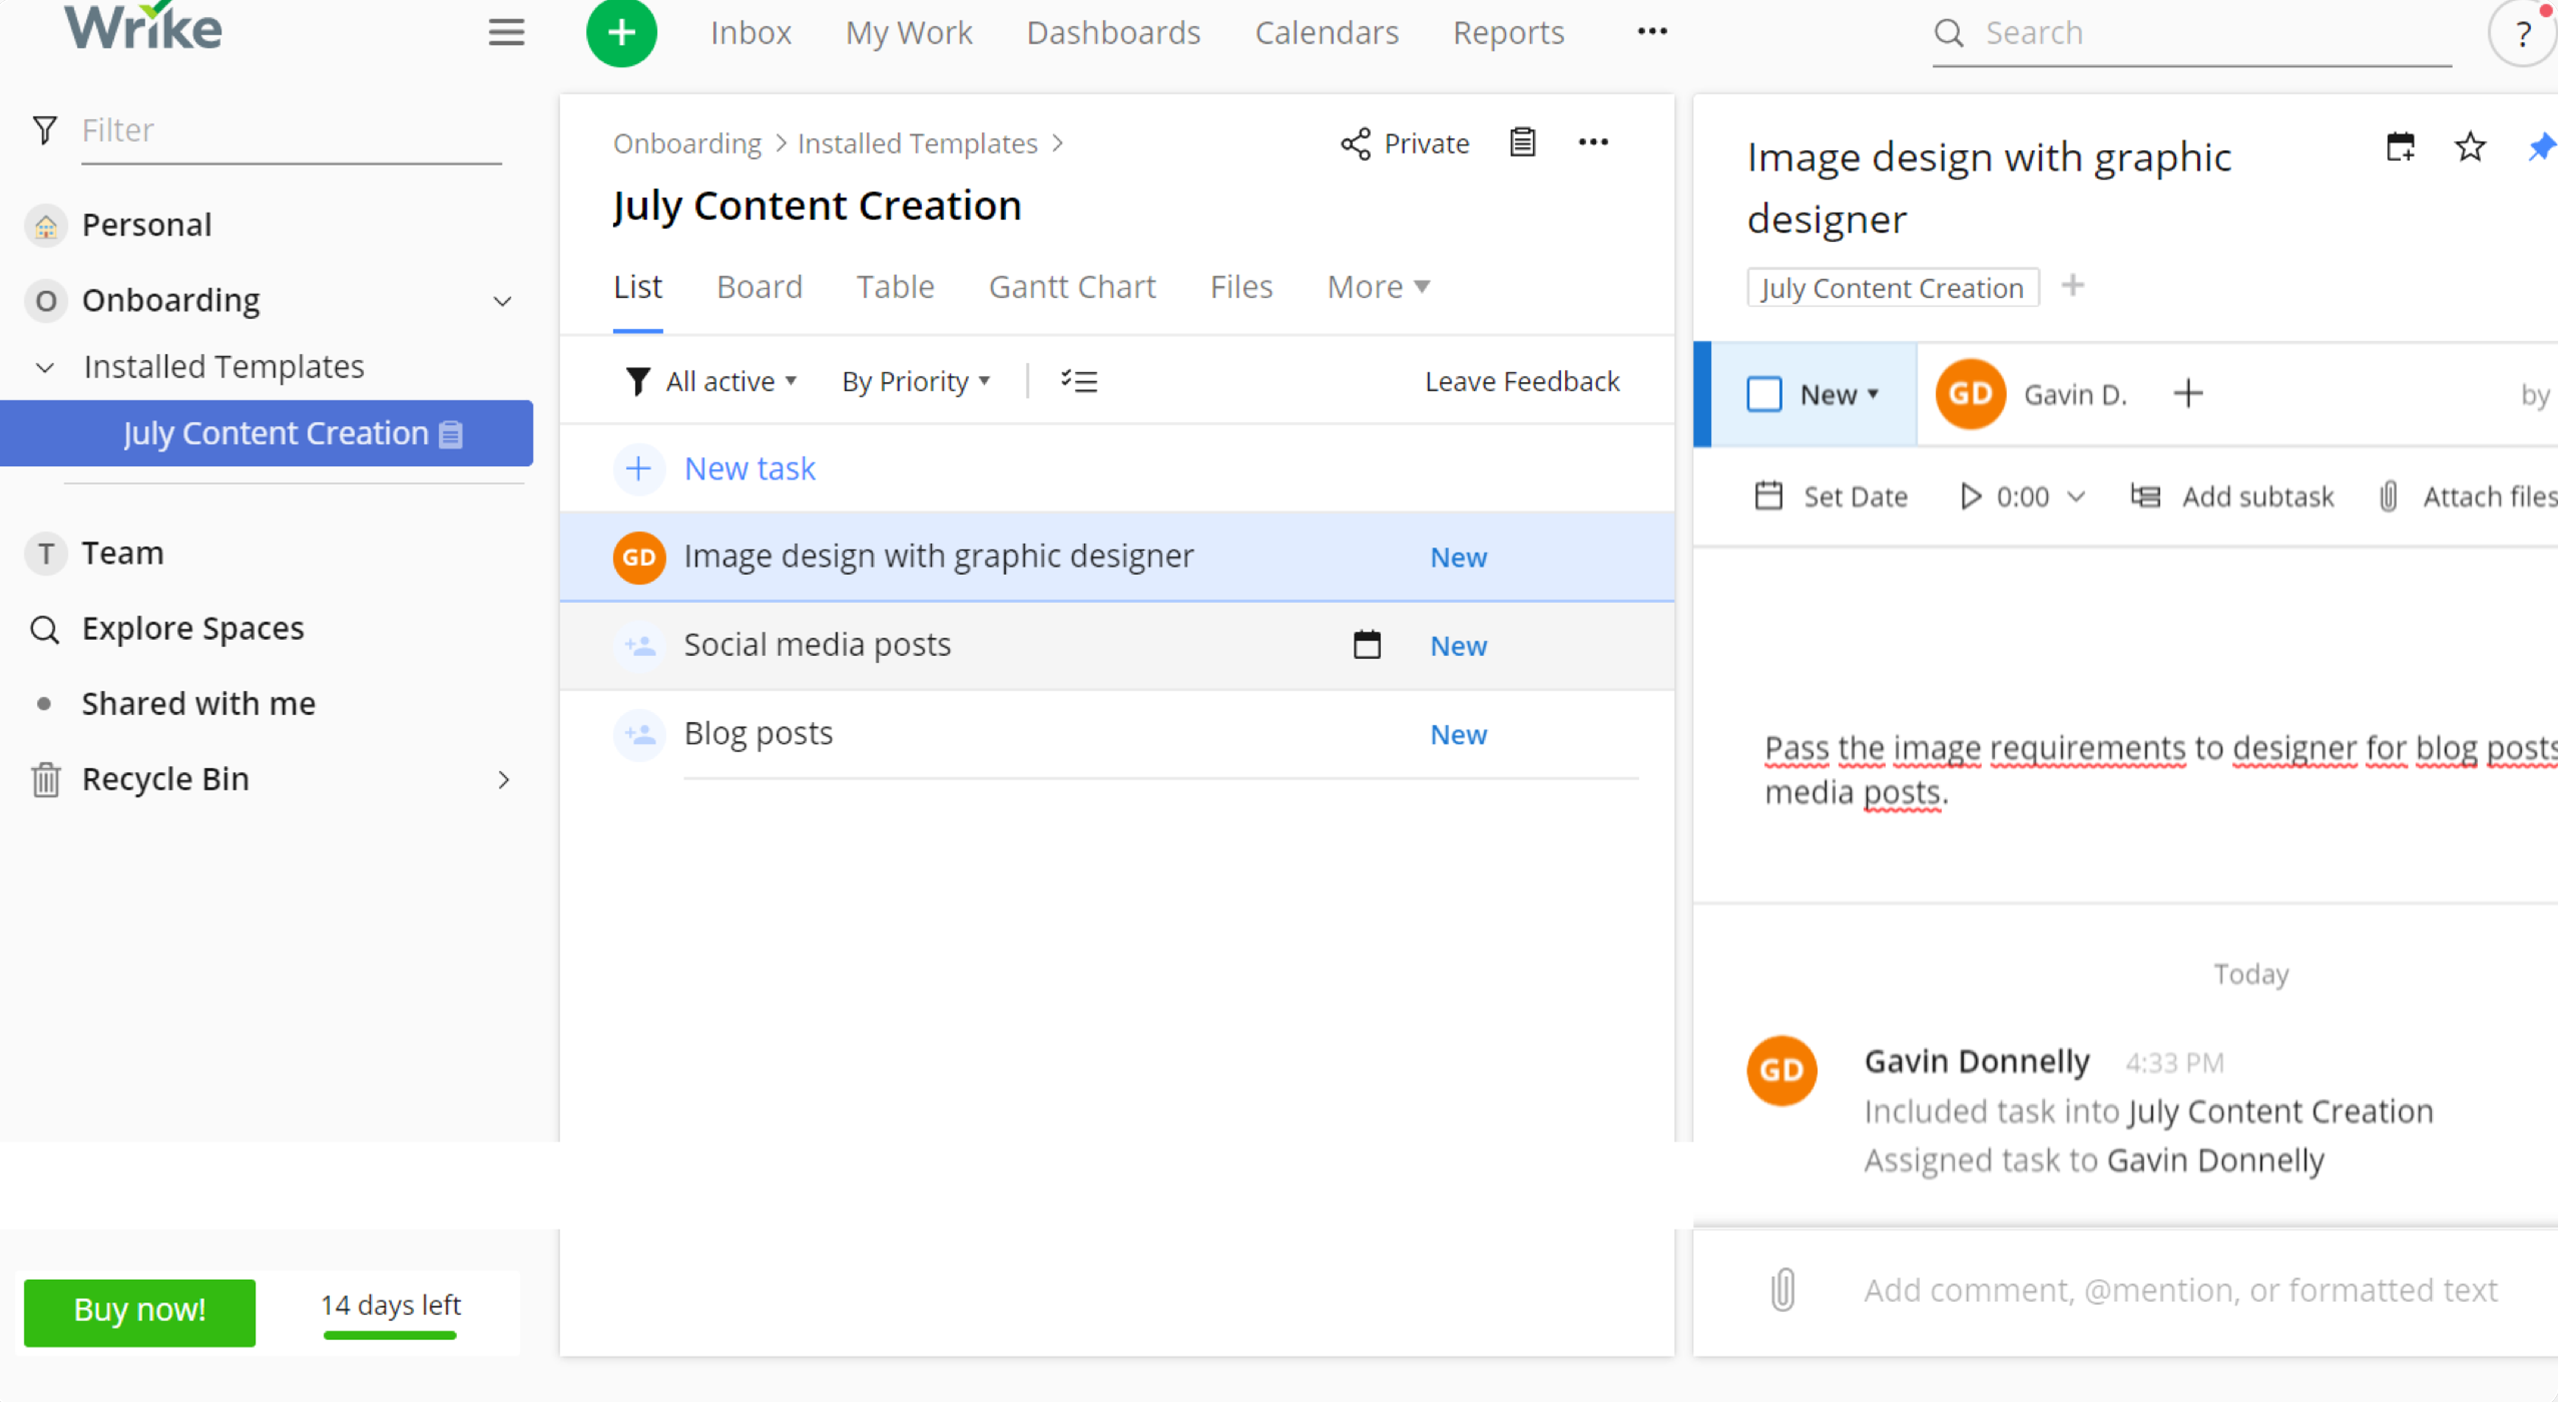 Wrike
Inbox My Work Dashboards Calendars Reports
Search
?
Filter
Personal
O Onboarding
Installed Templates
July Content Creation
T Team
Explore Spaces
Shared with me
Recycle Bin
Buy now!
14 days left
Onboarding > Installed Templates >
Private
July Content Creation
List Board Table Gantt Chart Files More
All active By Priority
Leave Feedback
New task
GD Image design with graphic designer New
Social media posts New
Blog posts New
Image design with graphic
designer
July Content Creation
New GD Gavin D. by
Set Date 0:00 Add subtask Attach files
Pass the image requirements to designer for blog posts
media posts.
Today
GD Gavin Donnelly 4:33 PM
Included task into July Content Creation
Assigned task to Gavin Donnelly
Add comment, @mention, or formatted text